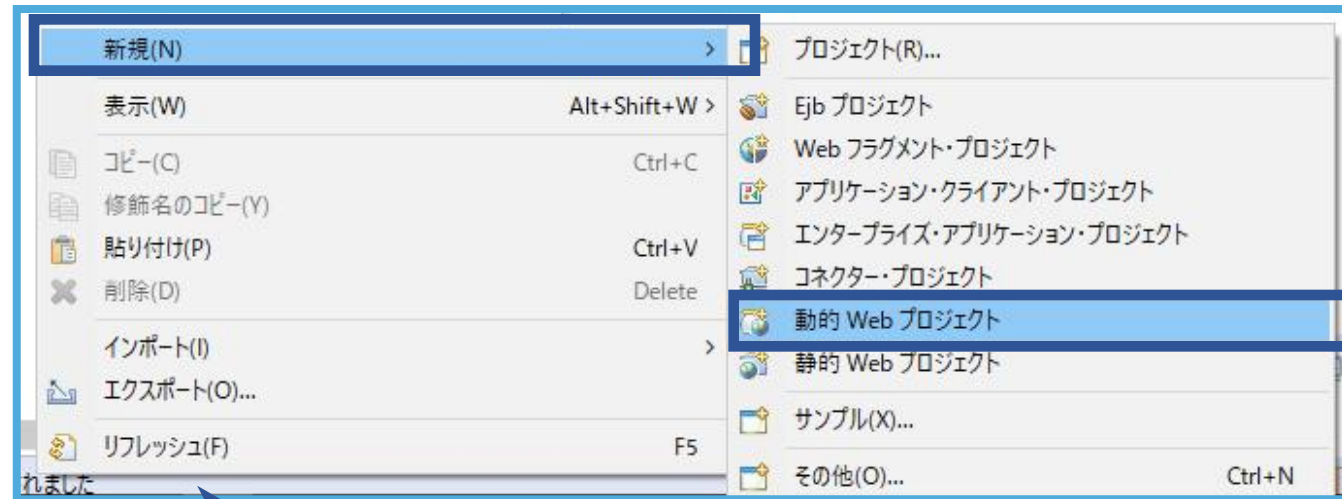 新規(N) >
表示(W) Alt+Shift+W >
コピー(C) Ctrl+C
修飾名のコピー(Y)
貼り付け(P) Ctrl+V
削除(D) Delete
インポート(I) >
エクスポート(O)...
リフレッシュ(F) F5
れました
プロジェクト(R)...
Ejb プロジェクト
Web フラグメント・プロジェクト
アプリケーション・クライアント・プロジェクト
エンタープライズ・アプリケーション・プロジェクト
コネクター・プロジェクト
動的 Web プロジェクト
静的 Web プロジェクト
サンプル(X)...
その他(O)... Ctrl+N